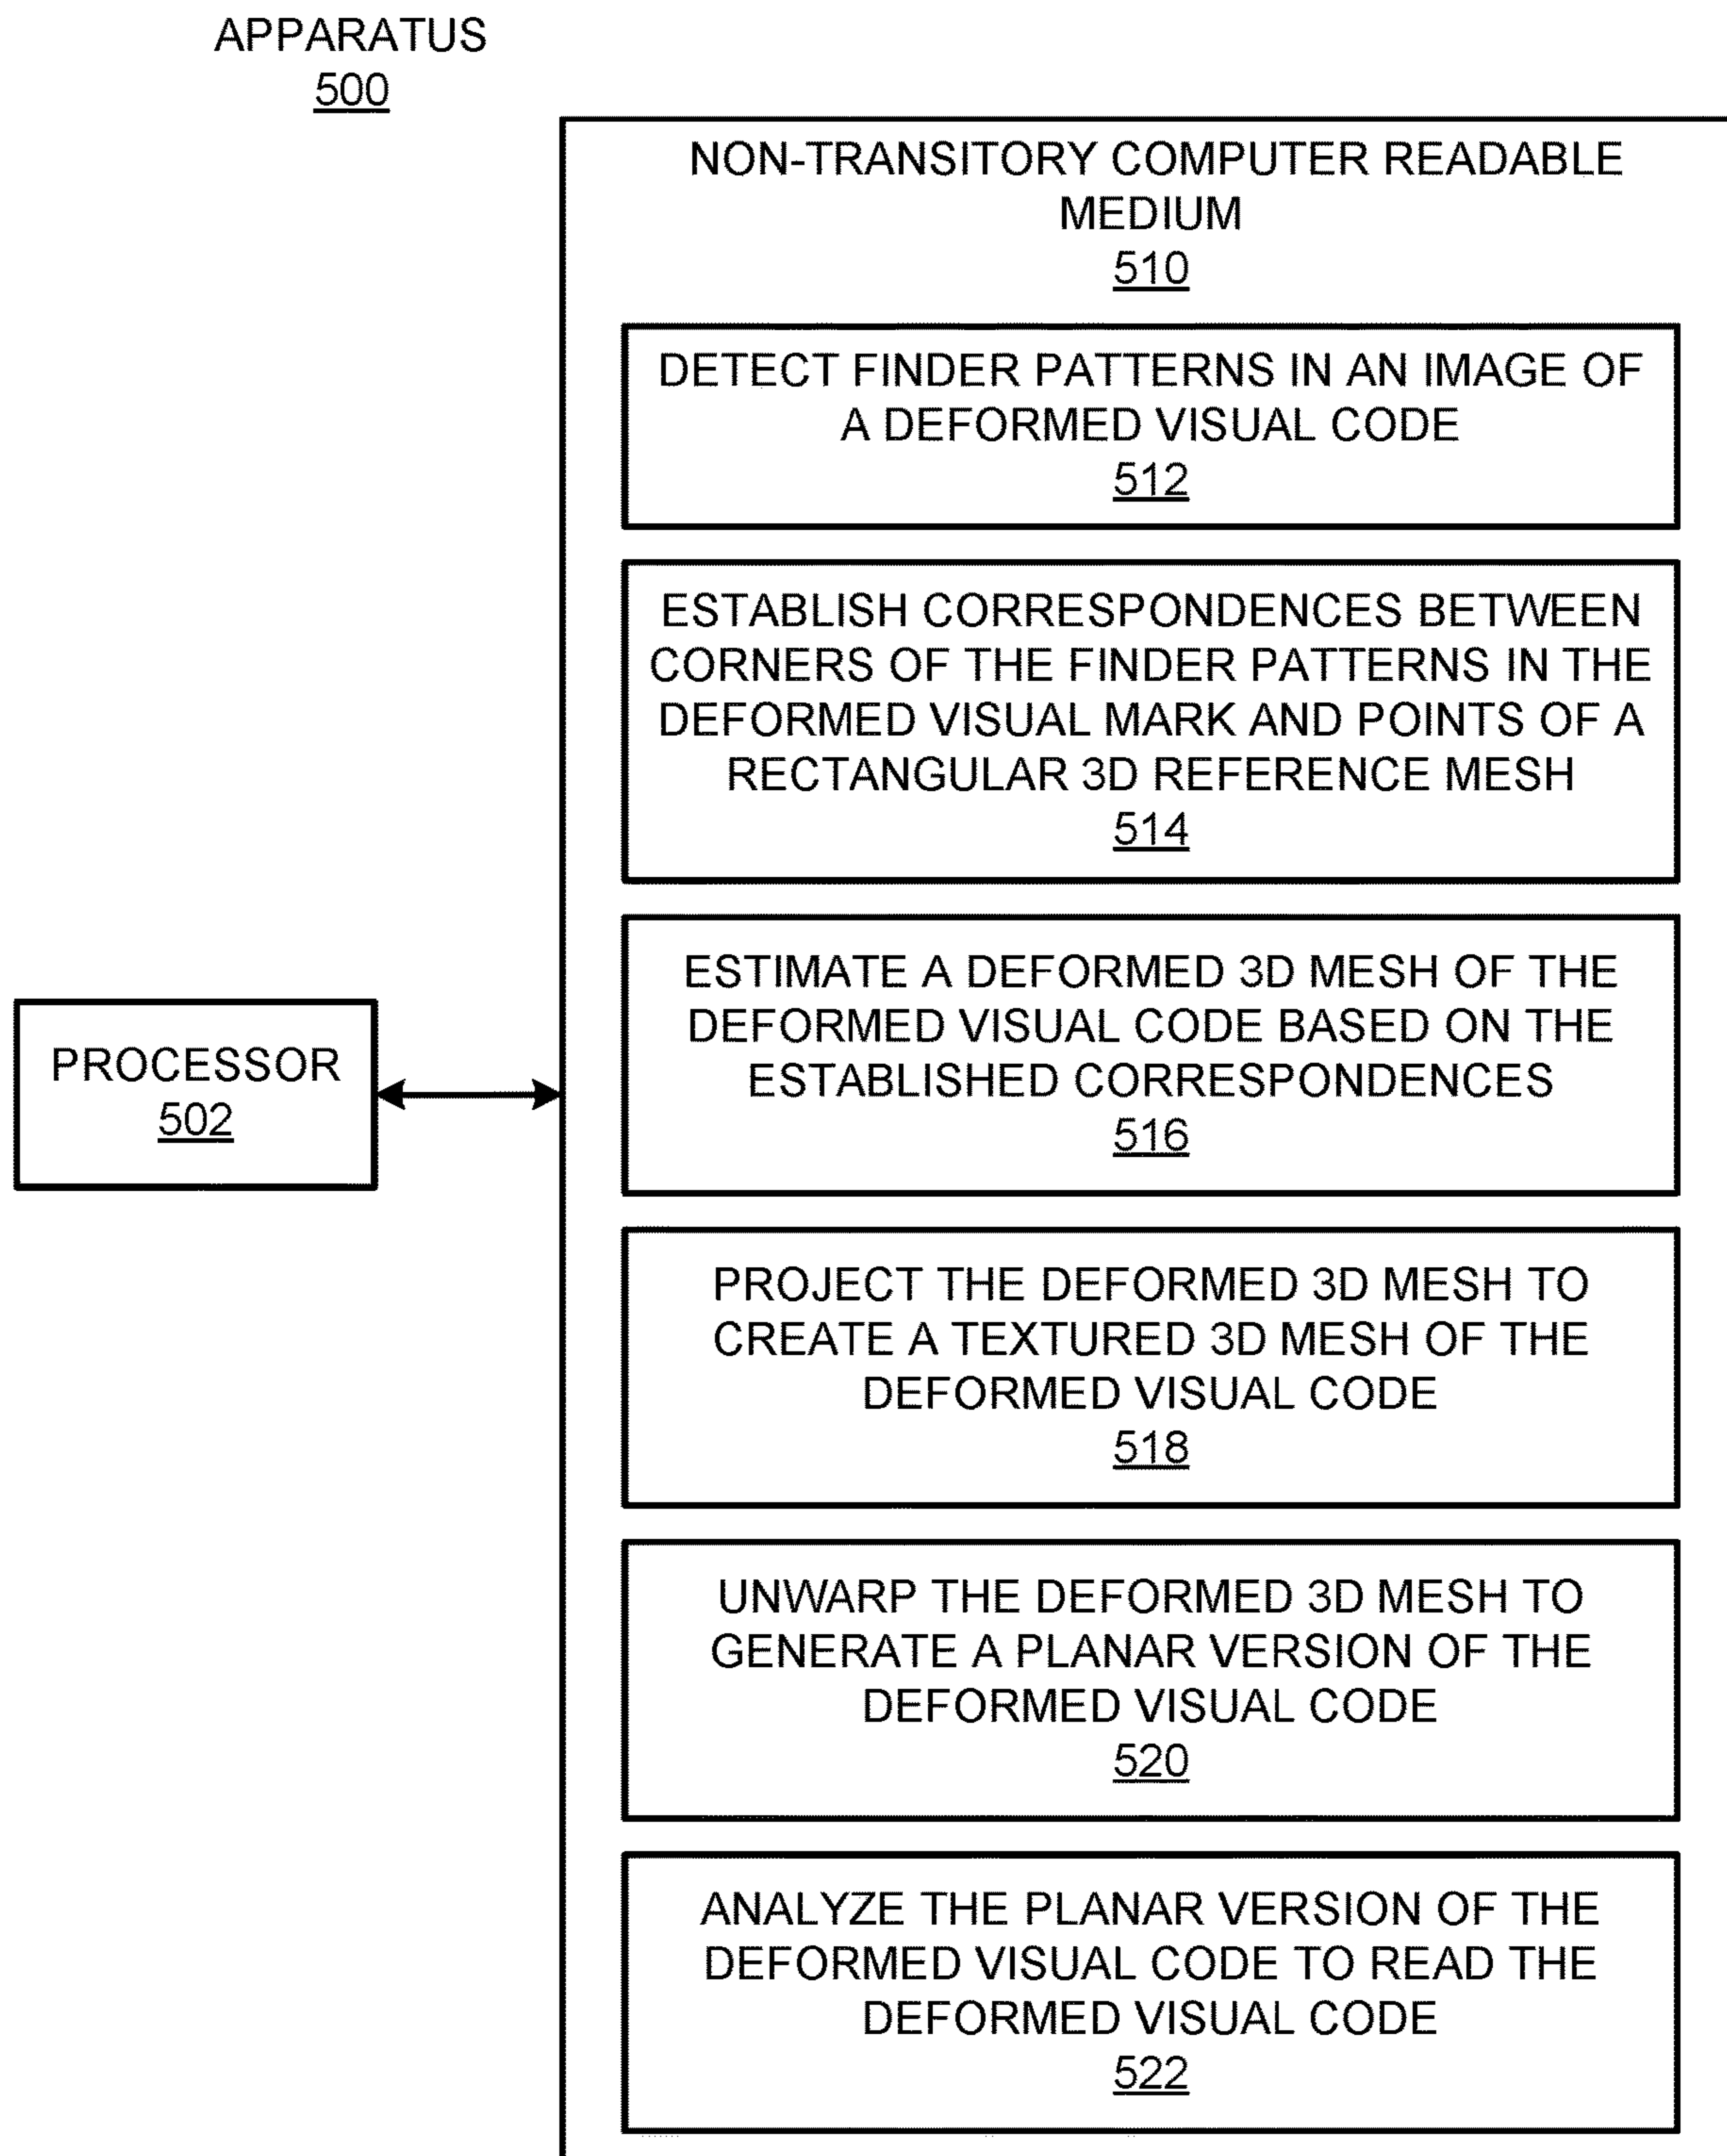 APPARATUS
500
NON-TRANSITORY COMPUTER READABLE
MEDIUM
510
DETECT FINDER PATTERNS IN AN IMAGE OF
A DEFORMED VISUAL CODE
512
ESTABLISH CORRESPONDENCES BETWEEN
CORNERS OF THE FINDER PATTERNS IN THE
DEFORMED VISUAL MARK AND POINTS OF A
RECTANGULAR 3D REFERENCE MESH
514
ESTIMATE A DEFORMED 3D MESH OF THE
DEFORMED VISUAL CODE BASED ON THE
ESTABLISHED CORRESPONDENCES
516
PROCESSOR
502
PROJECT THE DEFORMED 3D MESH TO
CREATE A TEXTURED 3D MESH OF THE
DEFORMED VISUAL CODE
518
UNWARP THE DEFORMED 3D MESH TO
GENERATE A PLANAR VERSION OF THE
DEFORMED VISUAL CODE
520
ANALYZE THE PLANAR VERSION OF THE
DEFORMED VISUAL CODE TO READ THE
DEFORMED VISUAL CODE
522